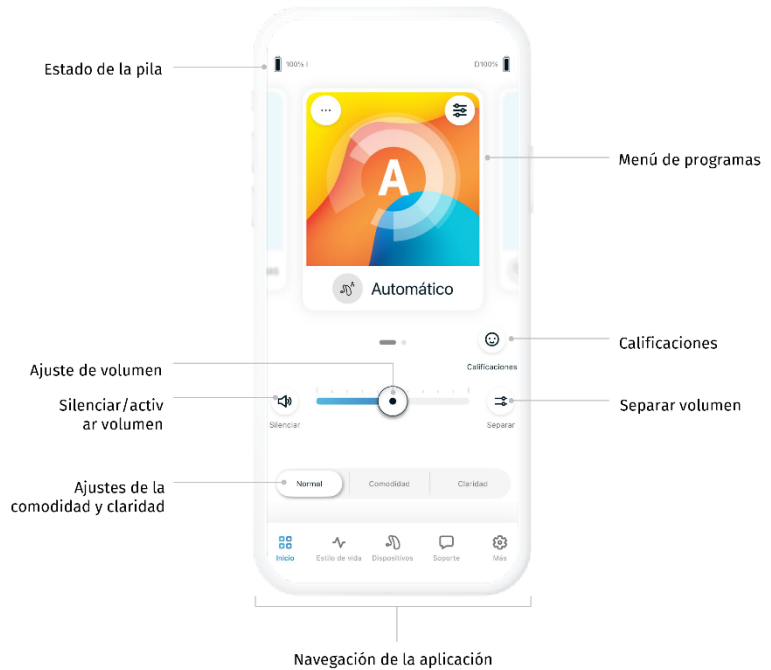 100% I
D100%
Estado de la pila
Menú de programas
A
A
Automático
Calificaciones
Calificaciones
Ajuste de volumen
Silenciar/activ
ar volumen
Separar volumen
Silenciar
Separar
Ajustes de la
comodidad y claridad
Normal
Comodidad
Claridad
Inicio
Estilo de vida
Dispositivos
Soporte
Más
Navegación de la aplicación